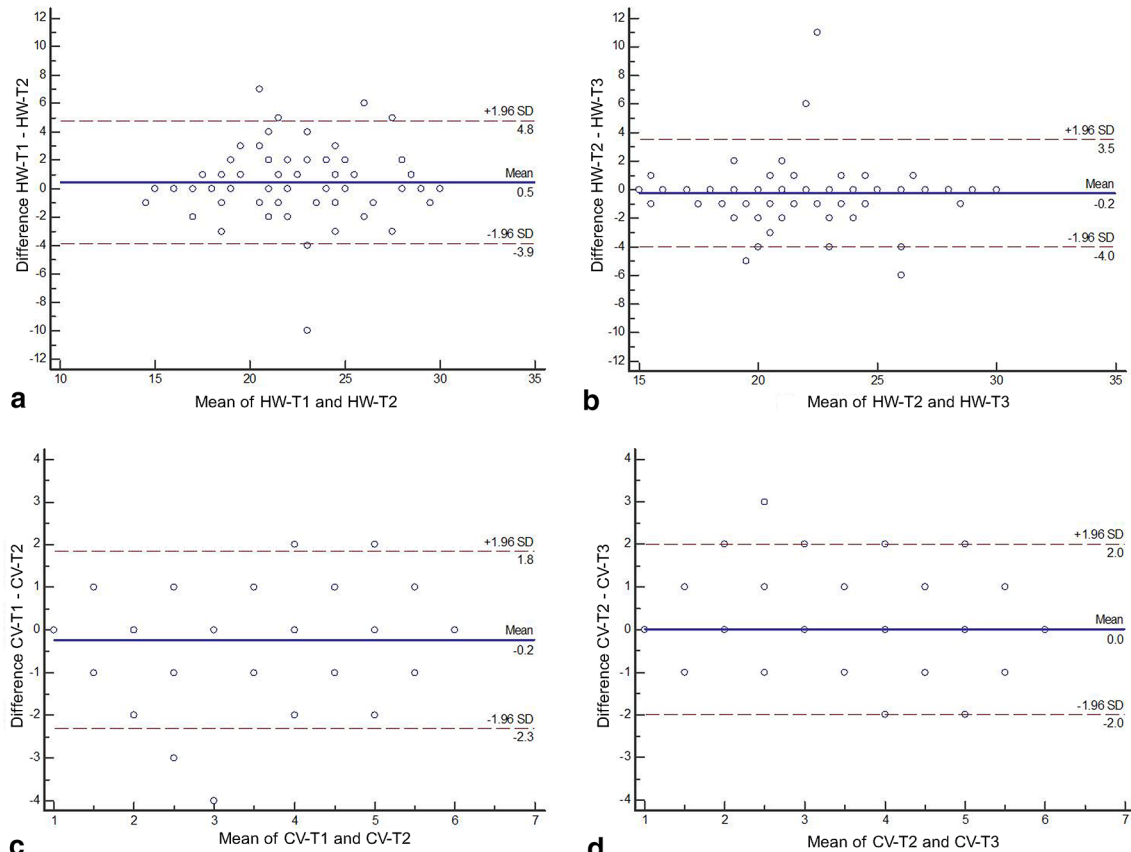 12
10
8
6
4
2
0
-2
-4
-6
-8
-10
-12
Difference HW-T1 - HW-T2
+1.96 SD
4.8
Mean
0.5
-1.96 SD
-3.9
10 15 20 25 30 35
Mean of HW-T1 and HW-T2
a
12
10
8
6
4
2
0
-2
-4
-6
-8
-10
-12
Difference HW-T2 - HW-T3
+1.96 SD
3.5
Mean
-0.2
-1.96 SD
-4.0
15 20 25 30 35
Mean of HW-T2 and HW-T3
b
4
3
2
1
0
-1
-2
-3
-4
Difference CV-T1 - CV-T2
+1.96 SD
1.8
Mean
-0.2
-1.96 SD
-2.3
1 2 3 4 5 6 7
Mean of CV-T1 and CV-T2
c
4
3
2
1
0
-1
-2
-3
-4
Difference CV-T2 - CV-T3
+1.96 SD
2.0
Mean
0.0
-1.96 SD
-2.0
1 2 3 4 5 6 7
Mean of CV-T2 and CV-T3
d